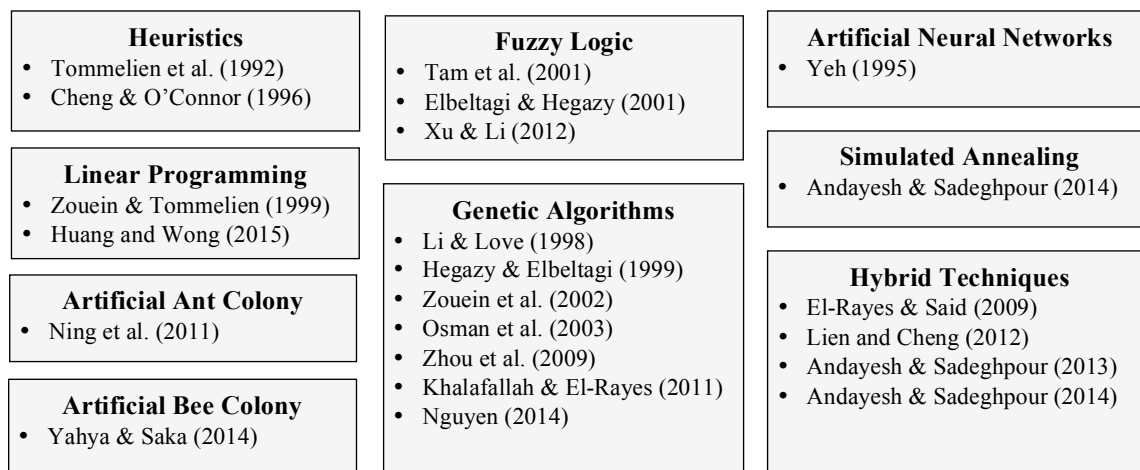 Heuristics
• Tommelien et al. (1992)
• Cheng & O’Connor (1996)
Linear Programming
• Zouein & Tommelien (1999)
• Huang and Wong (2015)
Artificial Ant Colony
• Ning et al. (2011)
Artificial Bee Colony
• Yahya & Saka (2014)
Fuzzy Logic
• Tam et al. (2001)
• Elbeltagi & Hegazy (2001)
• Xu & Li (2012)
Genetic Algorithms
• Li & Love (1998)
• Hegazy & Elbeltagi (1999)
• Zouein et al. (2002)
• Osman et al. (2003)
• Zhou et al. (2009)
• Khalafallah & El-Rayes (2011)
• Nguyen (2014)
Artificial Neural Networks
• Yeh (1995)
Simulated Annealing
• Andayesh & Sadeghpour (2014)
Hybrid Techniques
• El-Rayes & Said (2009)
• Lien and Cheng (2012)
• Andayesh & Sadeghpour (2013)
• Andayesh & Sadeghpour (2014)